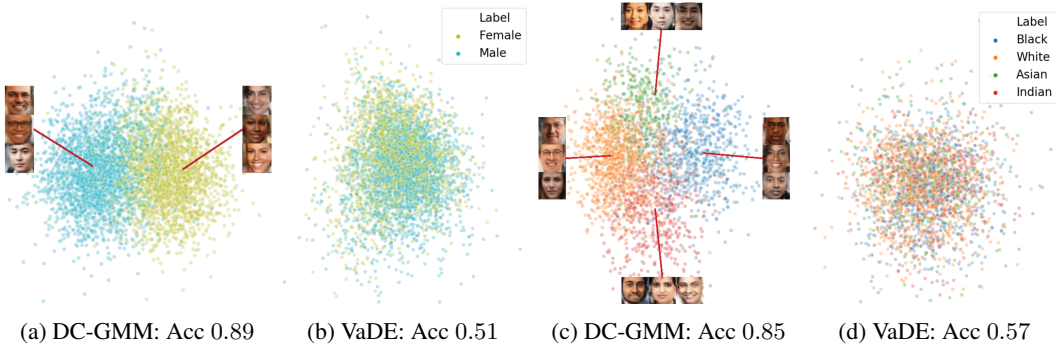 Label
Female
Male
Label
Black
White
Asian
Indian
(a) DC-GMM: Acc 0.89
(b) VaDE: Acc 0.51
(c) DC-GMM: Acc 0.85
(d) VaDE: Acc 0.57